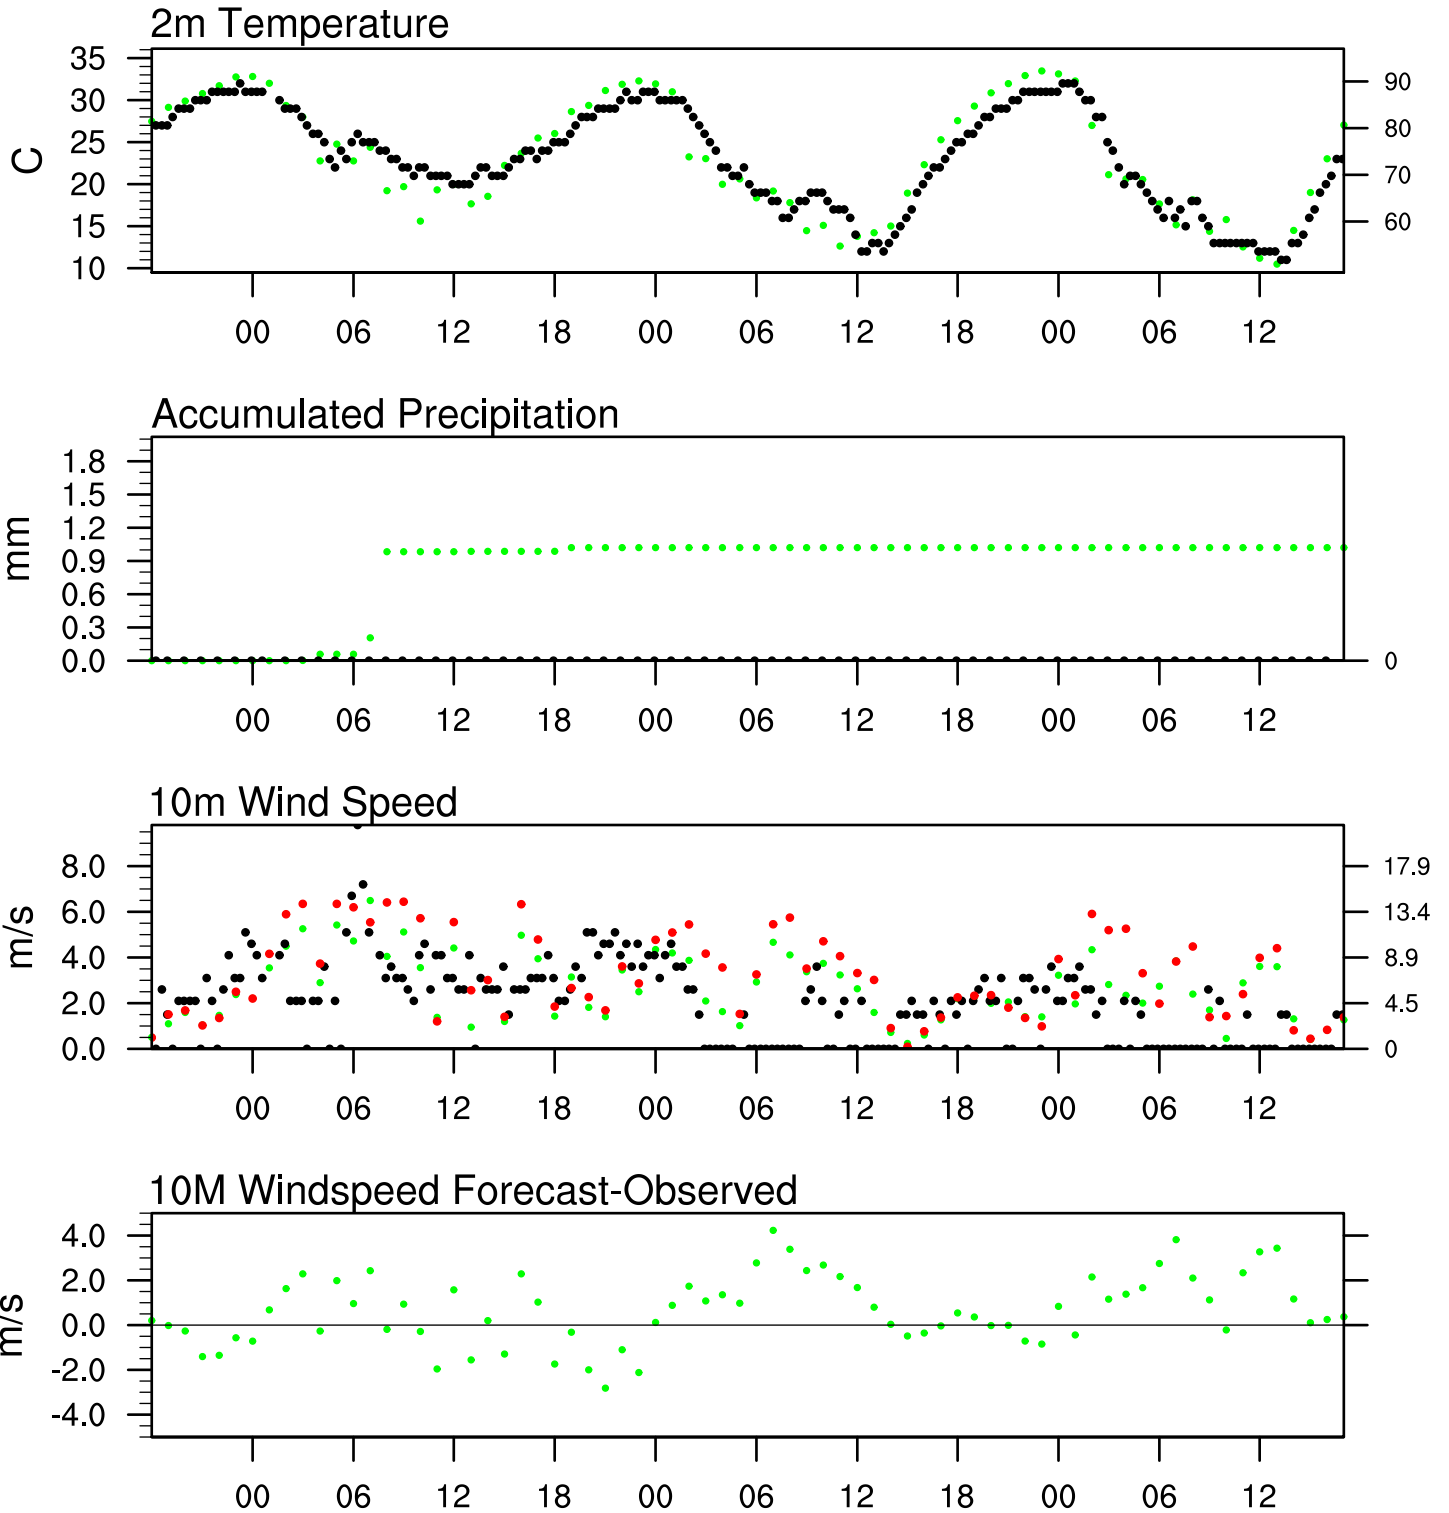 2m Temperature
35
30
25
20
15
10
C
90
80
70
60
00 06 12 18 00 06 12 18 00 06 12
Accumulated Precipitation
1.8
1.5
1.2
0.9
0.6
0.3
0.0
mm
0
00 06 12 18 00 06 12 18 00 06 12
10m Wind Speed
8.0
6.0
4.0
2.0
0.0
m/s
17.9
13.4
8.9
4.5
0
00 06 12 18 00 06 12 18 00 06 12
10M Windspeed Forecast-Observed
4.0
2.0
0.0
-2.0
-4.0
m/s
00 06 12 18 00 06 12 18 00 06 12